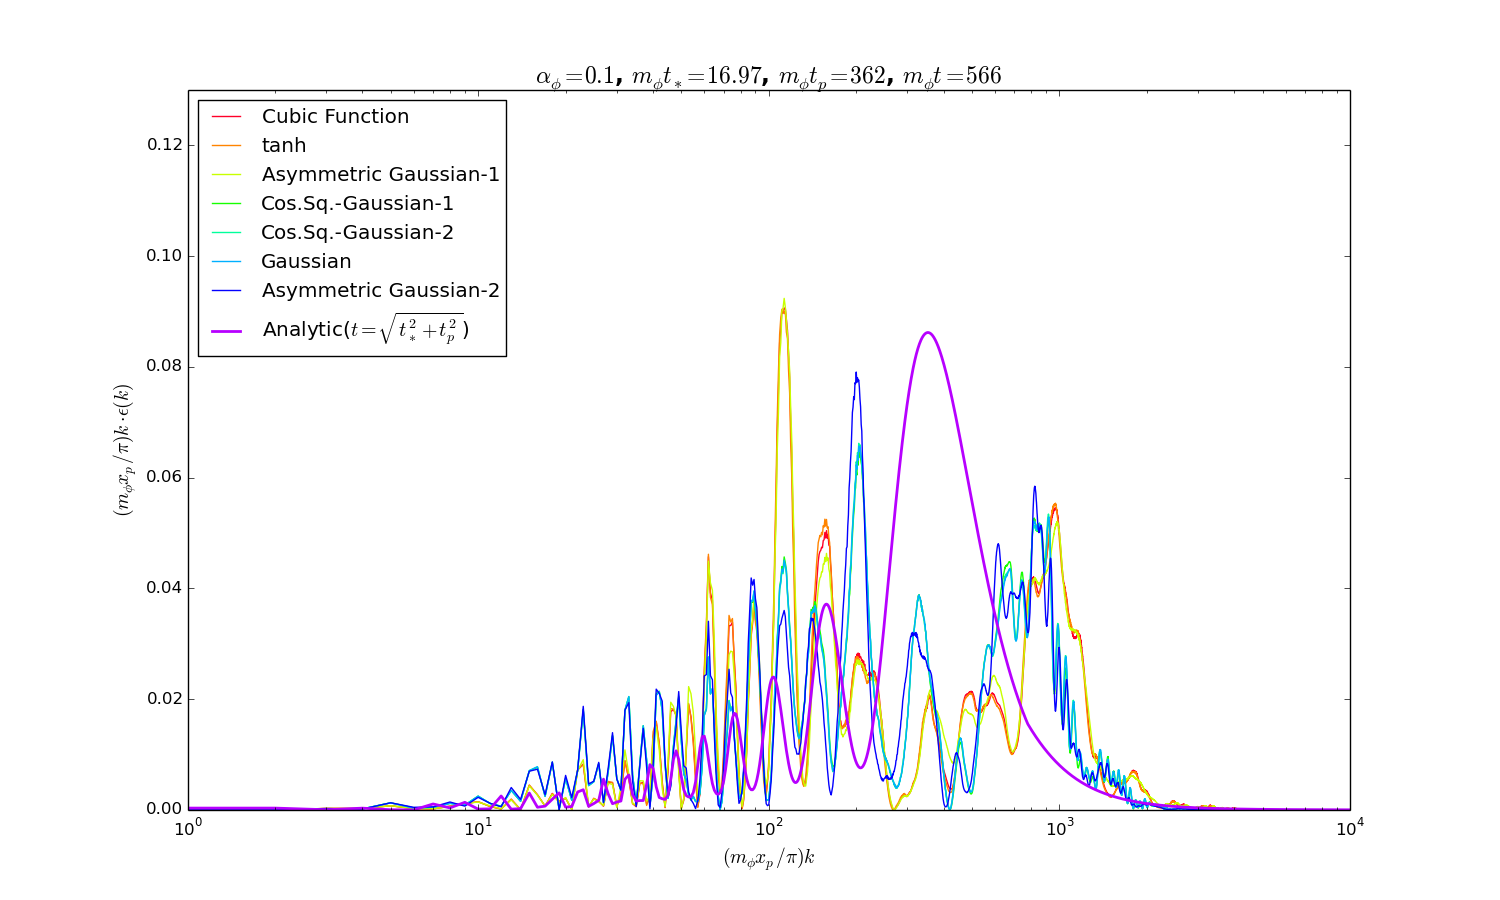 α_ϕ=0.1, m_ϕt_*=16.97, m_ϕt_p=362, m_ϕt=566
Cubic Function
tanh
Asymmetric Gaussian-1
Cos.Sq.-Gaussian-1
Cos.Sq.-Gaussian-2
Gaussian
Asymmetric Gaussian-2
Analytic(t=√(t_*^2+t_p^2))
(m_ϕx_p/π)k·ϵ(k)
0.12
0.10
0.08
0.06
0.04
0.02
0.00
10^0 10^1 10^2 10^3 10^4
(m_ϕx_p/π)k